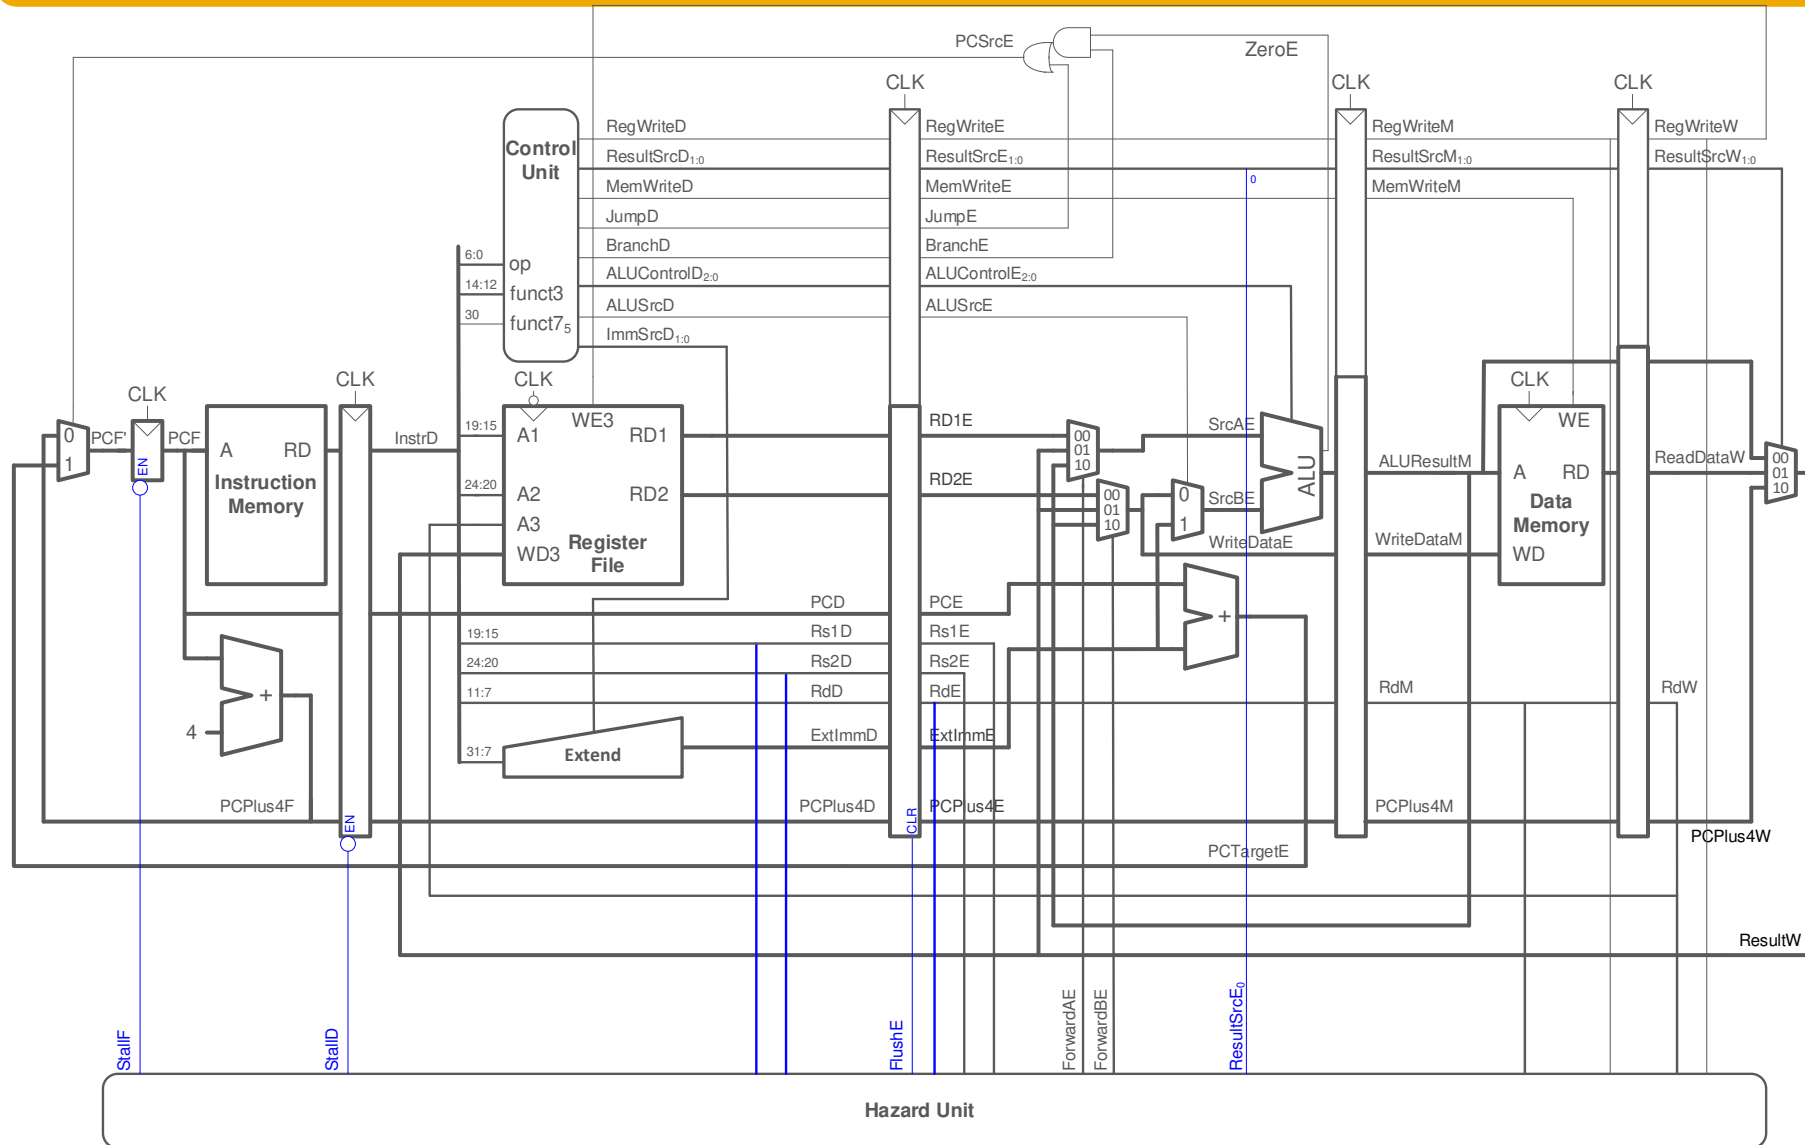 PCSrcE
ZeroE
CLK
CLK
CLK
Control
Unit
RegWriteD
RegWriteE
RegWriteM
RegWriteW
ResultSrcD1:0
ResultSrcE1:0
ResultSrcM1:0
ResultSrcW1:0
0
MemWriteD
MemWriteE
MemWriteM
JumpD
JumpE
BranchD
BranchE
6:0
op
ALUControlD2:0
ALUControlE2:0
14:12
funct3
ALUSrcD
ALUSrcE
30
funct75
ImmSrcD1:0
CLK
CLK
CLK
CLK
0
1
PCF'
EN
PCF
A
RD
Instruction
Memory
InstrD
19:15
A1
WE3
RD1
24:20
A2
RD2
A3
WD3
Register
File
RD1E
RD2E
00
01
10
00
01
10
0
1
SrcAE
SrcBE
ALU
WriteDataE
ALUResultM
WriteDataM
WE
A
RD
Data
Memory
WD
ReadDataW
00
01
10
PCD
PCE
+
19:15
Rs1D
Rs1E
24:20
Rs2D
Rs2E
11:7
RdD
RdE
RdM
RdW
+
4
31:7
Extend
ExtImmD
ExtImmE
PCPlus4F
PCPlus4D
PCPlus4E
PCPlus4M
PCPlus4W
EN
CLR
PCTargetE
ResultW
StallF
StallD
FlushE
ForwardAE
ForwardBE
ResultSrcE0
Hazard Unit